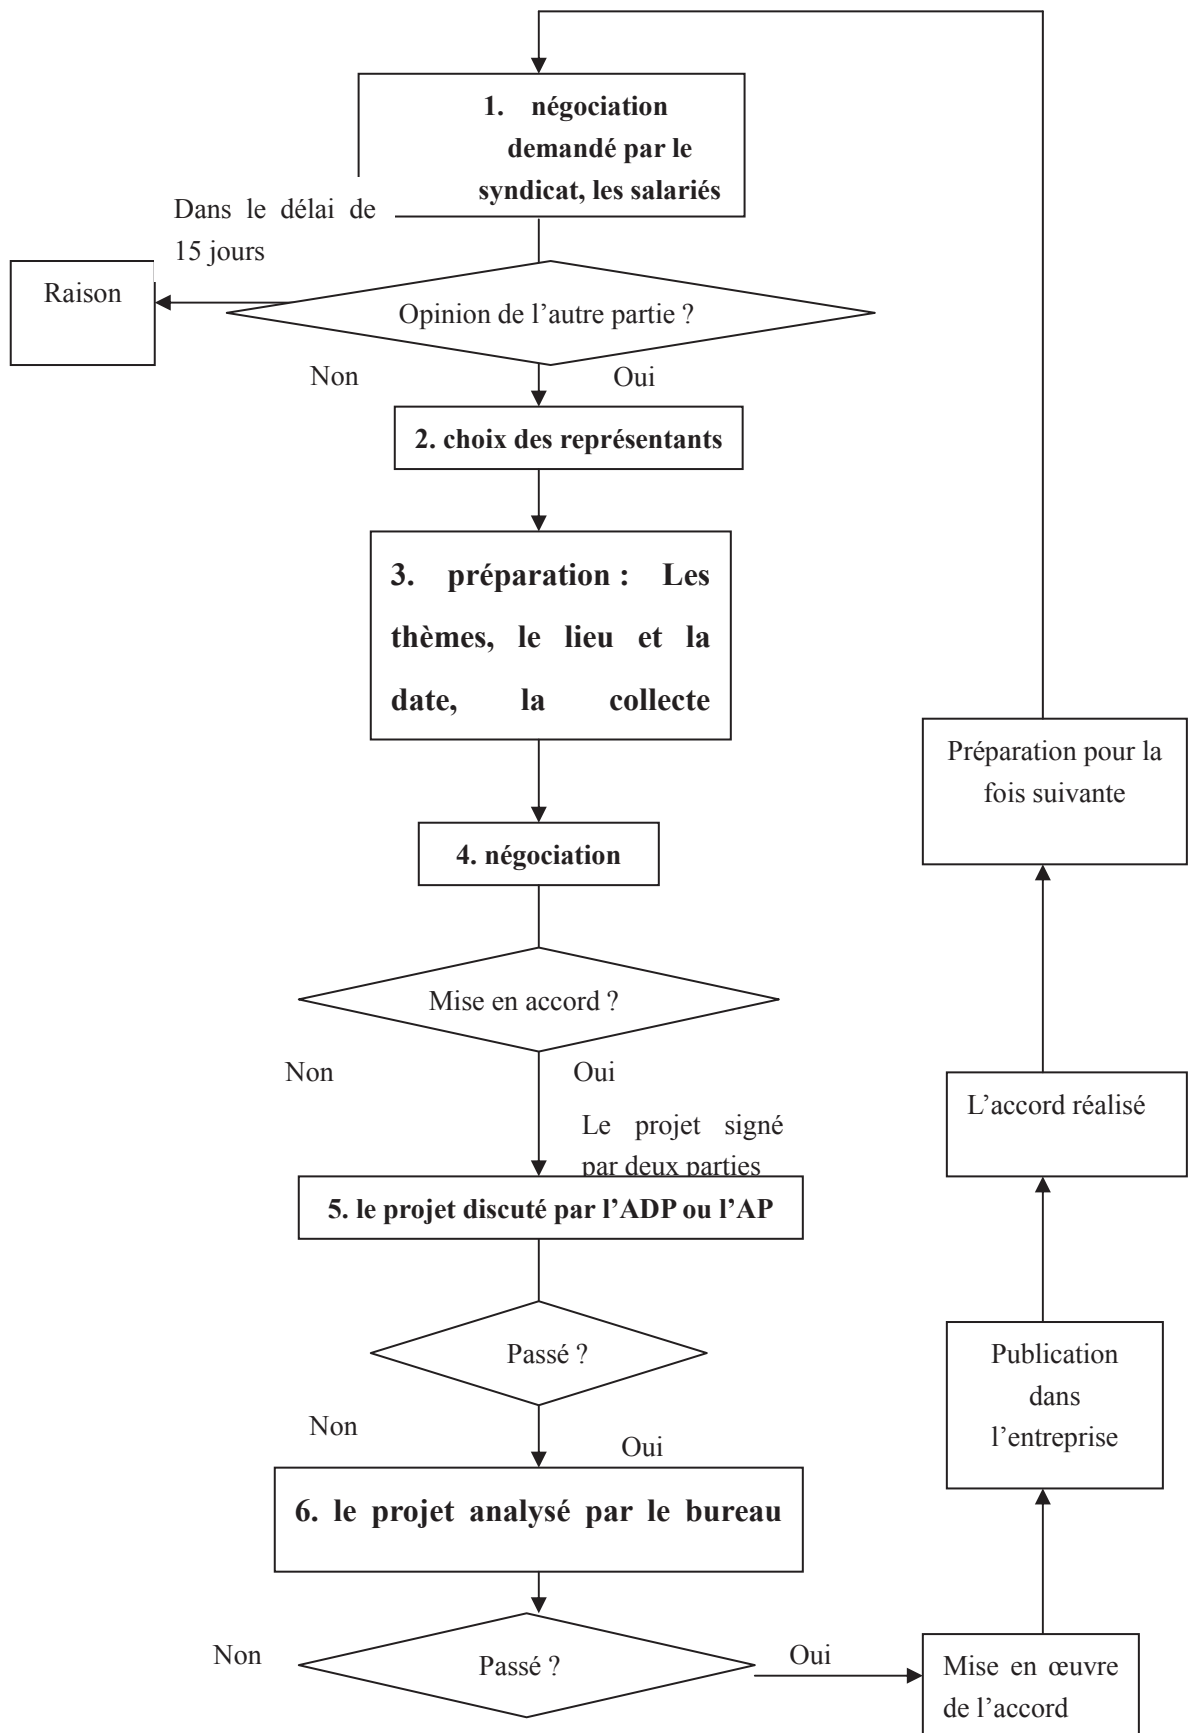 1. négociation
demandé par le
syndicat, les salariés
Dans le délai de
15 jours
Raison
Opinion de l’autre partie ?
Non
Oui
2. choix des représentants
3. préparation : Les
thèmes, le lieu et la
date, la collecte
Préparation pour la
fois suivante
4. négociation
Mise en accord ?
Non
Oui
L’accord réalisé
Le projet signé
par deux parties
5. le projet discuté par l’ADP ou l’AP
Passé ?
Publication
dans
l’entreprise
Non
Oui
6. le projet analysé par le bureau
Non
Passé ?
Oui
Mise en œuvre
de l’accord